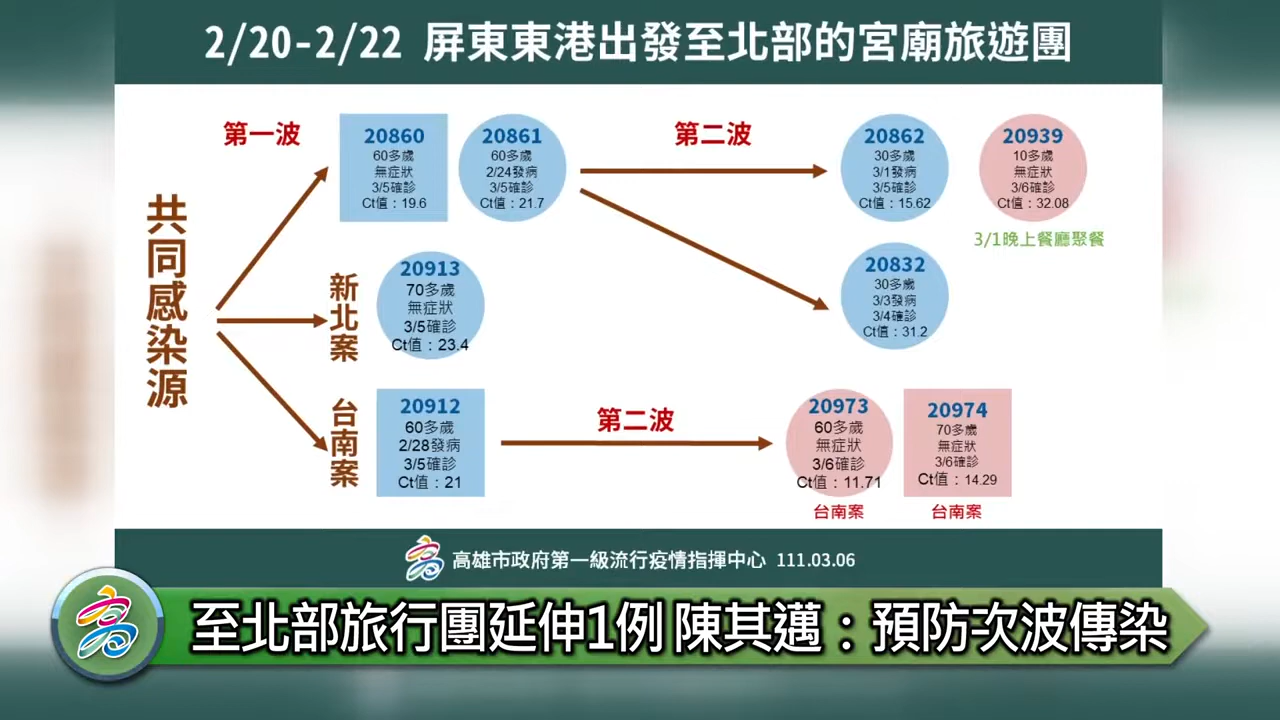 2/20-2/22 屏東東港出發至北部的宮廟旅遊團
共同感染源
第一波
20860
60多歲
無症狀
3/5確診
Ct值：19.6
20861
60多歲
2/24發病
3/5確診
Ct值：21.7
第二波
20862
30多歲
3/1發病
3/5確診
Ct值：15.62
20939
10多歲
無症狀
3/6確診
Ct值：32.08
3/1晚上餐廳聚餐
20832
30多歲
3/3發病
3/4確診
Ct值：31.2
新北案
20913
70多歲
無症狀
3/5確診
Ct值：23.4
台南案
20912
60多歲
2/28發病
3/5確診
Ct值：21
第二波
20973
60多歲
無症狀
3/6確診
Ct值：11.71
台南案
20974
70多歲
無症狀
3/6確診
Ct值：14.29
台南案
高雄市政府第一級流行疫情指揮中心 111.03.06
至北部旅行團延伸1例 陳其邁：預防次波傳染